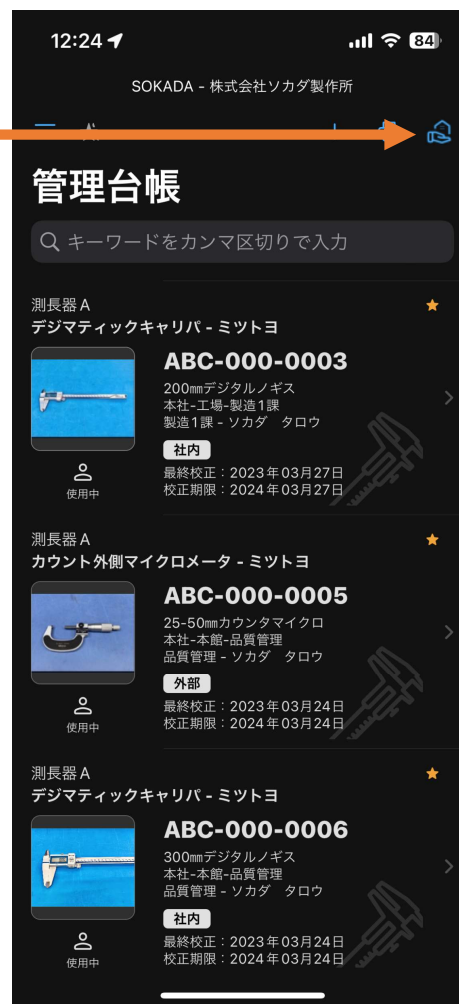 12:24
84
SOKADA - 株式会社ソカダ製作所
管理台帳
キーワードをカンマ区切りで入力
測長器A
デジマティックキャリパ - ミツトヨ
ABC-000-0003
200㎜デジタルノギス
本社-工場-製造1課
製造1課 - ソカダ　タロウ
社内
使用中
最終校正：2023年03月27日
校正期限：2024年03月27日
測長器A
カウント外側マイクロメータ - ミツトヨ
ABC-000-0005
25-50㎜カウンタマイクロ
本社-本館-品質管理
品質管理 - ソカダ　タロウ
外部
使用中
最終校正：2023年03月24日
校正期限：2024年03月24日
測長器A
デジマティックキャリパ - ミツトヨ
ABC-000-0006
300㎜デジタルノギス
本社-本館-品質管理
品質管理 - ソカダ　タロウ
社内
使用中
最終校正：2023年03月24日
校正期限：2024年03月24日